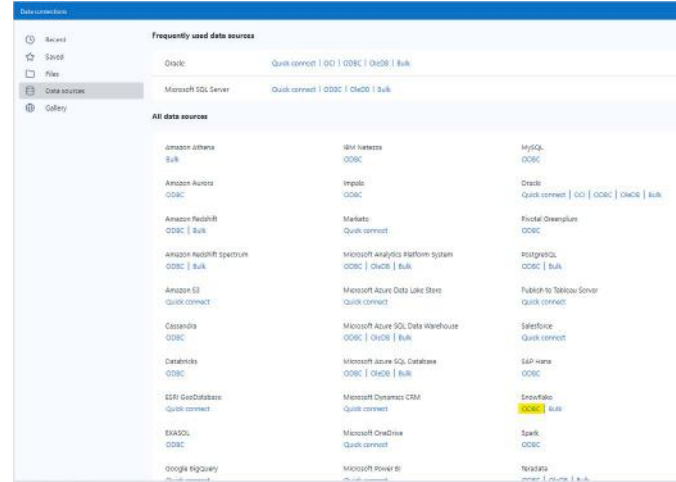 Data connections
Recent
Saved
Files
Data sources
Gallery
Frequently used data sources
Oracle
Quick connect | OCI | ODBC | OleDB | Bulk
Microsoft SQL Server
Quick connect | ODBC | OleDB | Bulk
All data sources
Amazon Athena
Bulk
Amazon Aurora
ODBC
Amazon Redshift
ODBC | Bulk
Amazon Redshift Spectrum
ODBC | Bulk
Amazon S3
Quick connect
Cassandra
ODBC
Databricks
ODBC
ESRI GeoDatabase
Quick connect
EXASOL
ODBC
Google BigQuery
IBM Netezza
ODBC
Impala
ODBC
Marketo
Quick connect
Microsoft Analytics Platform System
ODBC | OleDB | Bulk
Microsoft Azure Data Lake Store
Quick connect
Microsoft Azure SQL Data Warehouse
ODBC | OleDB | Bulk
Microsoft Azure SQL Database
ODBC | OleDB | Bulk
Microsoft Dynamics CRM
Quick connect
Microsoft OneDrive
Quick connect
Microsoft Power BI
MySQL
ODBC
Oracle
Quick connect | OCI | ODBC | OleDB | Bulk
Pivotal Greenplum
ODBC
PostgreSQL
ODBC | Bulk
Publish to Tableau Server
Quick connect
Salesforce
Quick connect
SAP Hana
ODBC
Snowflake
ODBC | Bulk
Spark
ODBC
Teradata
ODBC | OleDB | Bulk